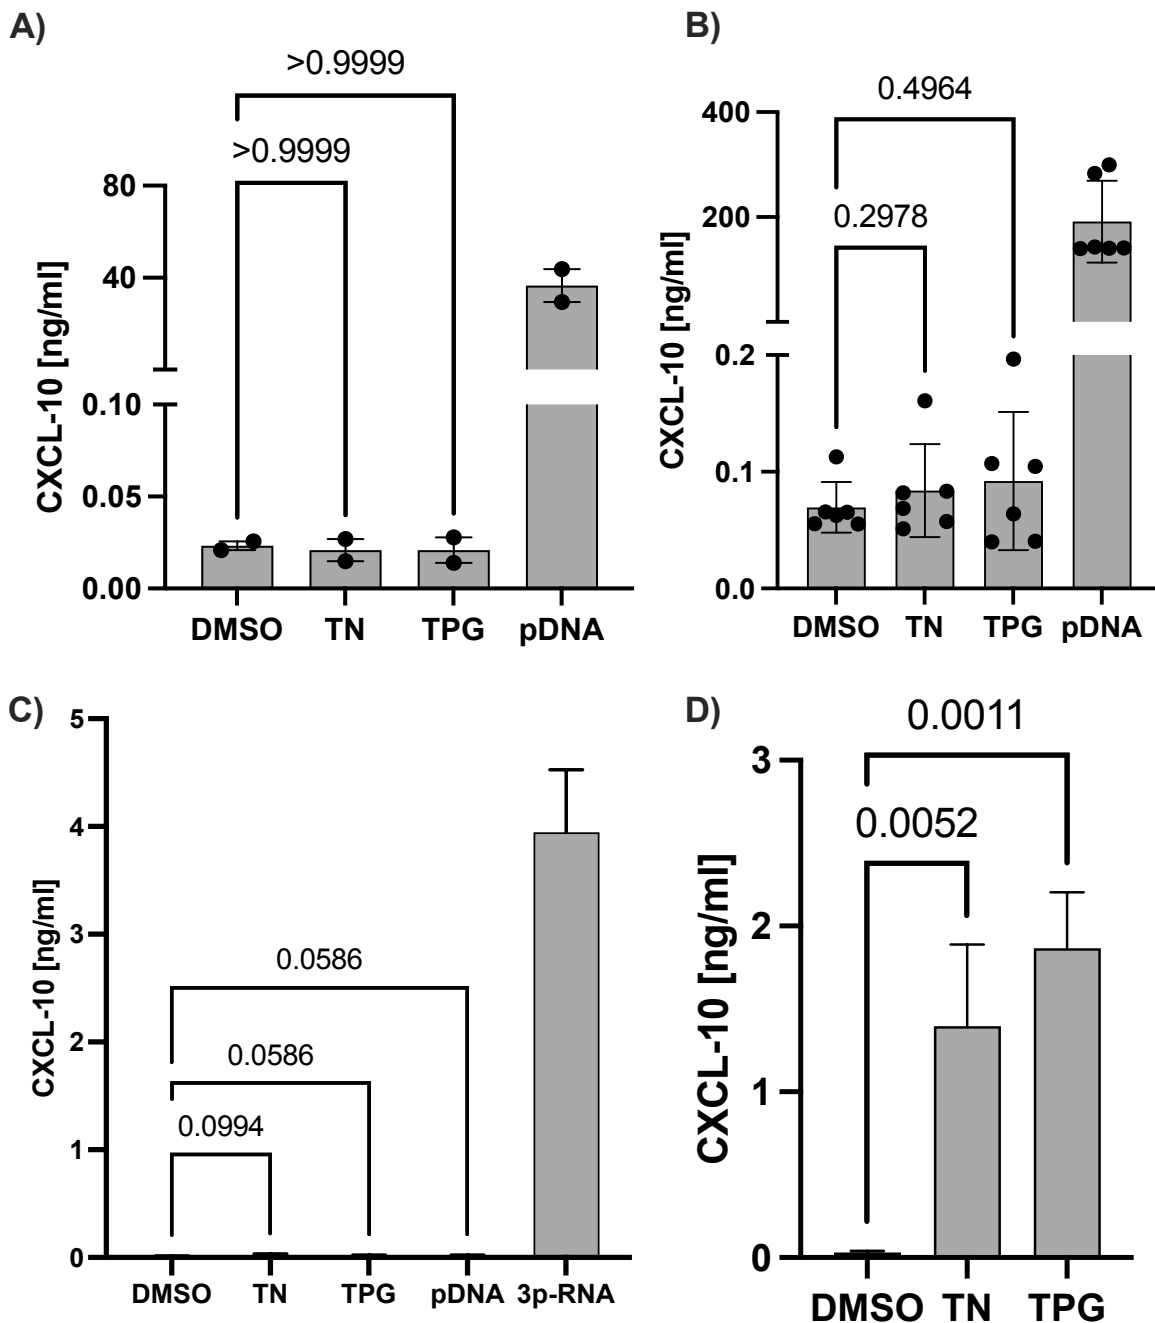 A)
>0.9999
>0.9999
80
40
0.10
0.05
0.00
CXCL-10 [ng/ml]
DMSO TN TPG pDNA
B)
0.4964
0.2978
400
200
0.2
0.1
0.0
CXCL-10 [ng/ml]
DMSO TN TPG pDNA
C)
5
4
3
2
1
0
CXCL-10 [ng/ml]
0.0586
0.0586
0.0994
DMSO TN TPG pDNA 3p-RNA
D)
0.0011
0.0052
3
2
1
0
CXCL-10 [ng/ml]
DMSO TN TPG